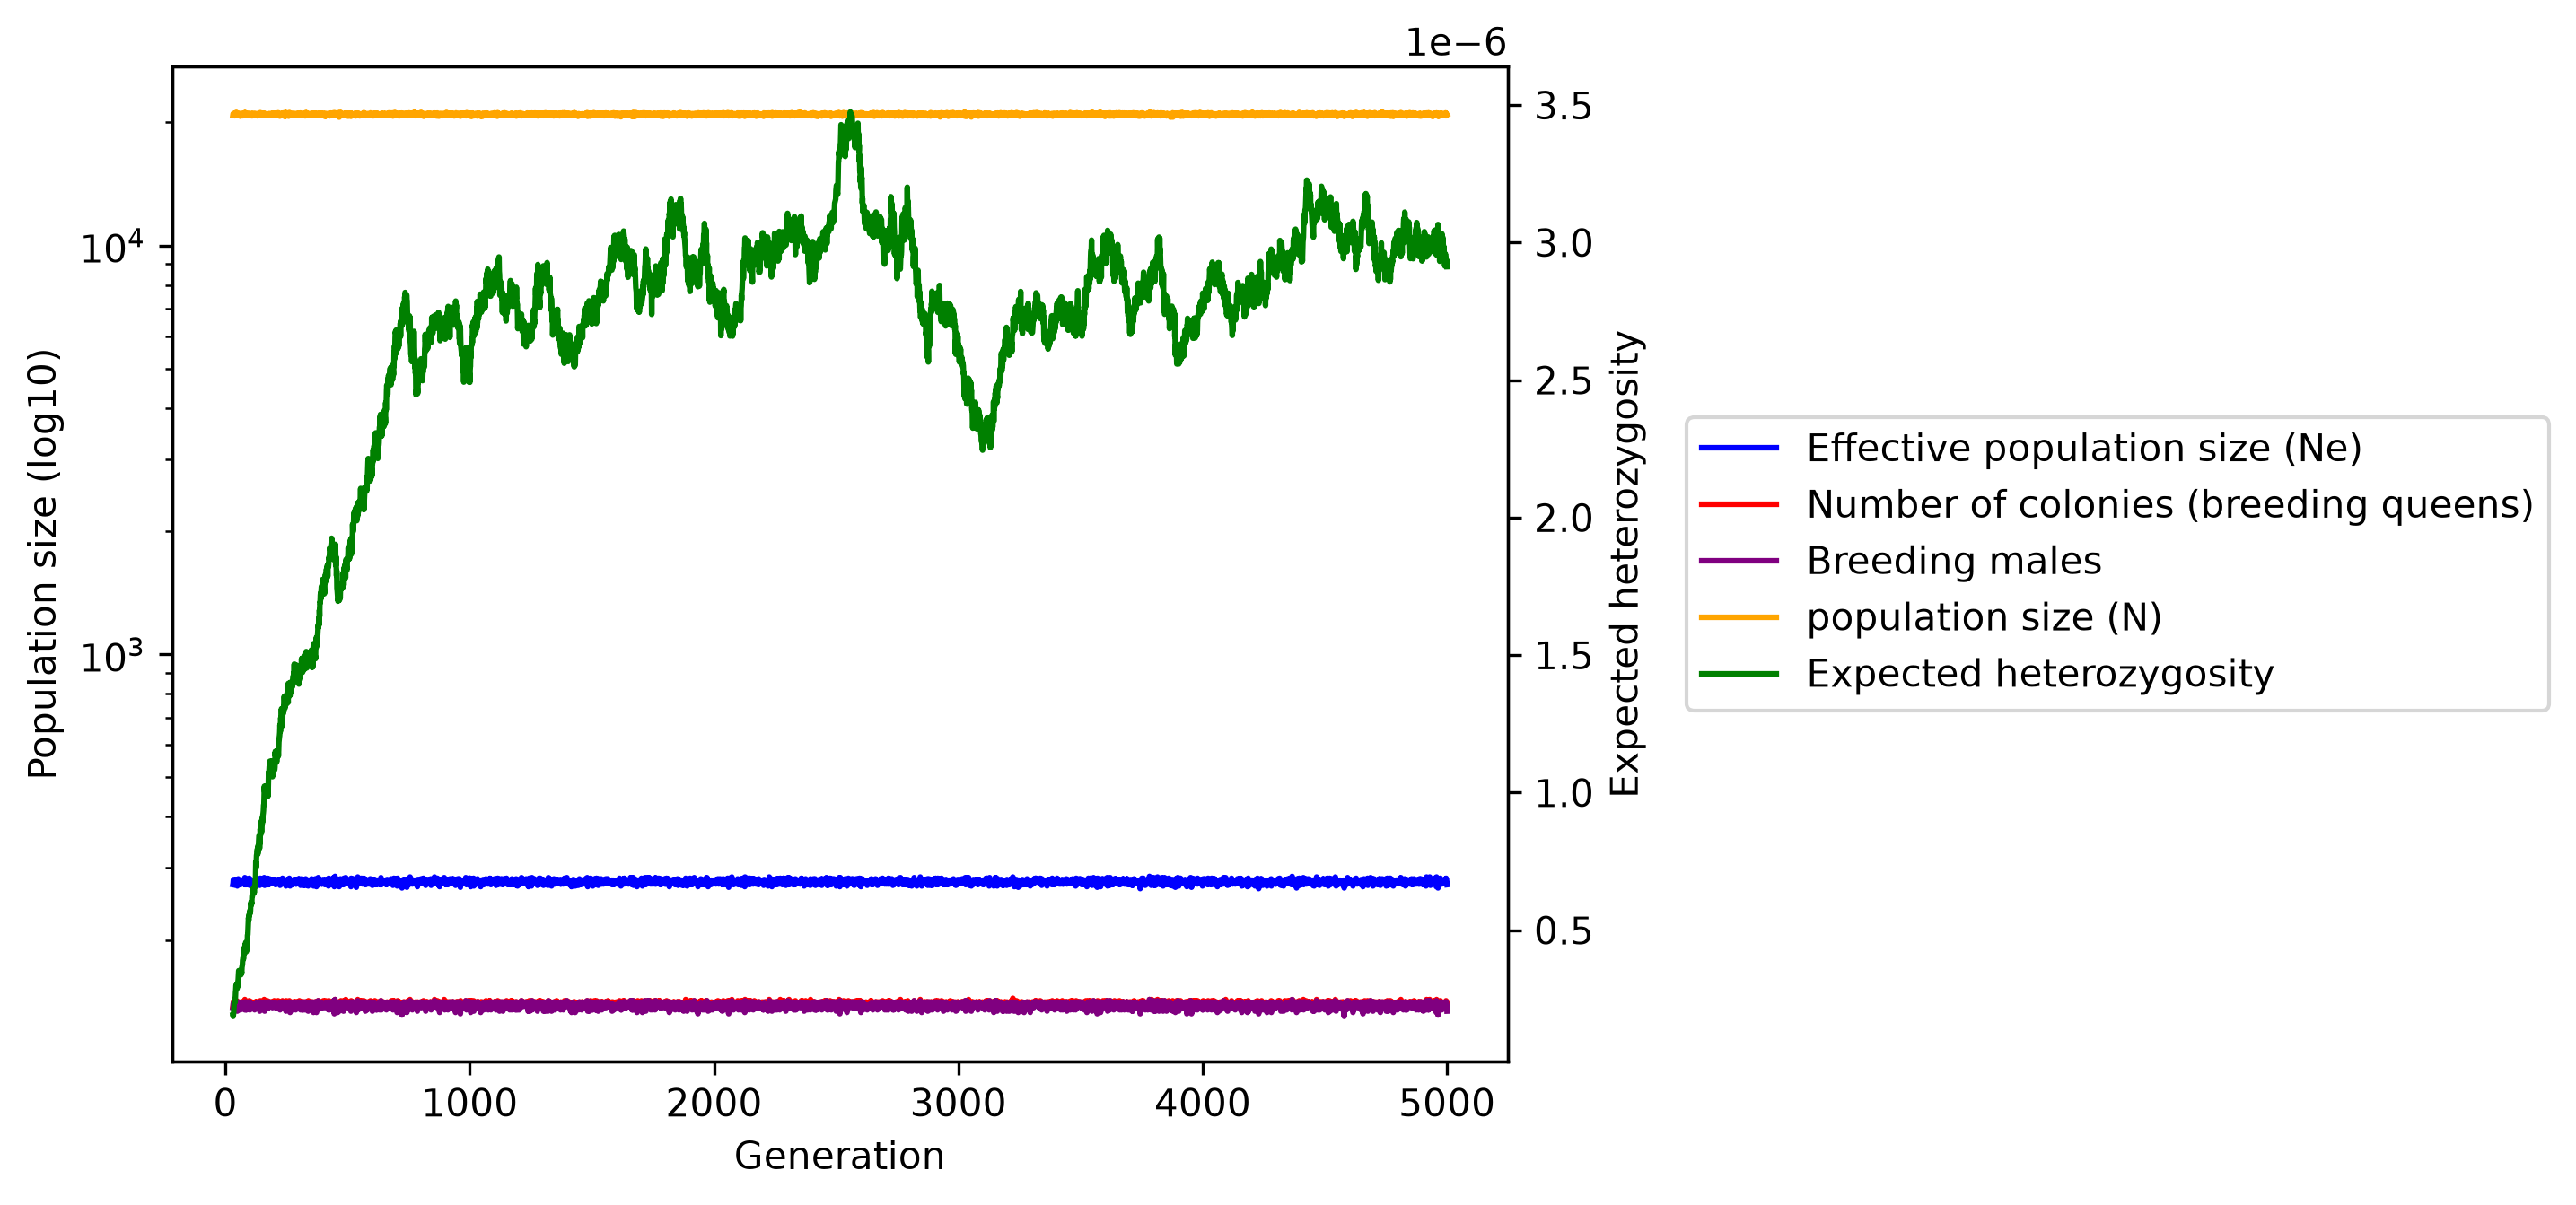 1e−6
Population size (log10)
10⁴
10³
3.5
3.0
2.5
2.0
1.5
1.0
0.5
Expected heterozygosity
0 1000 2000 3000 4000 5000
Generation
Effective population size (Ne)
Number of colonies (breeding queens)
Breeding males
population size (N)
Expected heterozygosity